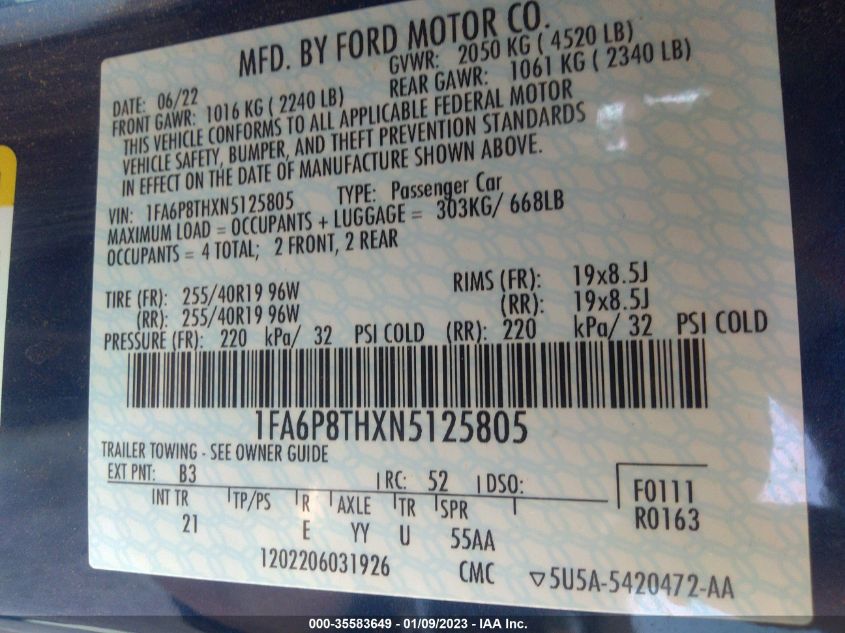 MFD. BY FORD MOTOR CO.
DATE: 06/22 GVWR: 2050 KG ( 4520 LB)
FRONT GAWR: 1016 KG ( 2240 LB) REAR GAWR: 1061 KG ( 2340 LB)
THIS VEHICLE CONFORMS TO ALL APPLICABLE FEDERAL MOTOR
VEHICLE SAFETY, BUMPER, AND THEFT PREVENTION STANDARDS
IN EFFECT ON THE DATE OF MANUFACTURE SHOWN ABOVE.
VIN: 1FA6P8THXN5125805 TYPE: Passenger Car
MAXIMUM LOAD = OCCUPANTS + LUGGAGE = 303KG/ 668LB
OCCUPANTS = 4 TOTAL; 2 FRONT, 2 REAR
TIRE (FR): 255/40R19 96W RIMS (FR): 19x8.5J
(RR): 255/40R19 96W (RR): 19x8.5J
PRESSURE (FR): 220 kPa/ 32 PSI COLD (RR): 220 kPa/ 32 PSI COLD
1FA6P8THXN5125805
TRAILER TOWING - SEE OWNER GUIDE
EXT PNT: B3 RC: 52 DSO: F0111
INT TR TP/PS R AXLE TR SPR R0163
21 E YY U 55AA
1202206031926 CMC ▽5U5A-5420472-AA
000-35583649 | 01/09/2023 - IAA Inc.